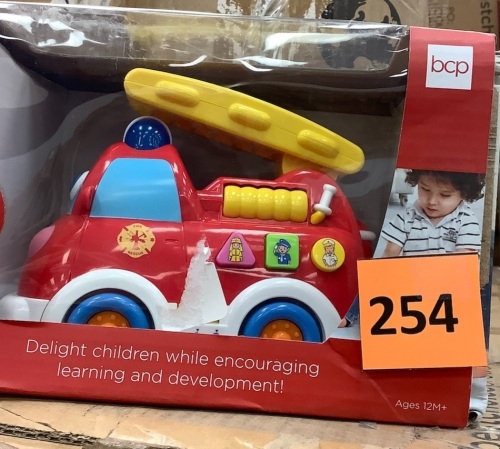 bcp
254
Delight children while encouraging
learning and development!
Ages 12M+